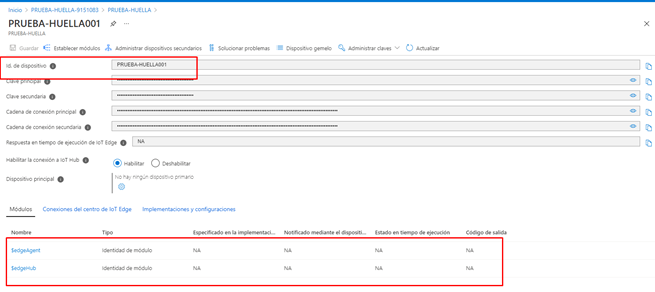 Inicio > PRUEBA-HUELLA-9151083 > PRUEBA-HUELLA >
PRUEBA-HUELLA001
PRUEBA-HUELLA
Guardar Establecer módulos Administrar dispositivos secundarios Solucionar problemas Dispositivo gemelo Administrar claves Actualizar
Id. de dispositivo PRUEBA-HUELLA001
Clave principal
Clave secundaria
Cadena de conexión principal
Cadena de conexión secundaria
Respuesta en tiempo de ejecución de IoT Edge NA
Habilitar la conexión a IoT Hub Habilitar Deshabilitar
Dispositivo principal No hay ningún dispositivo primario
Módulos Conexiones del centro de IoT Edge Implementaciones y configuraciones
Nombre Tipo Especificado en la implementac... Notificado mediante el dispositi... Estado en tiempo de ejecución Código de salida
$edgeAgent Identidad de módulo NA NA NA NA
$edgeHub Identidad de módulo NA NA NA NA